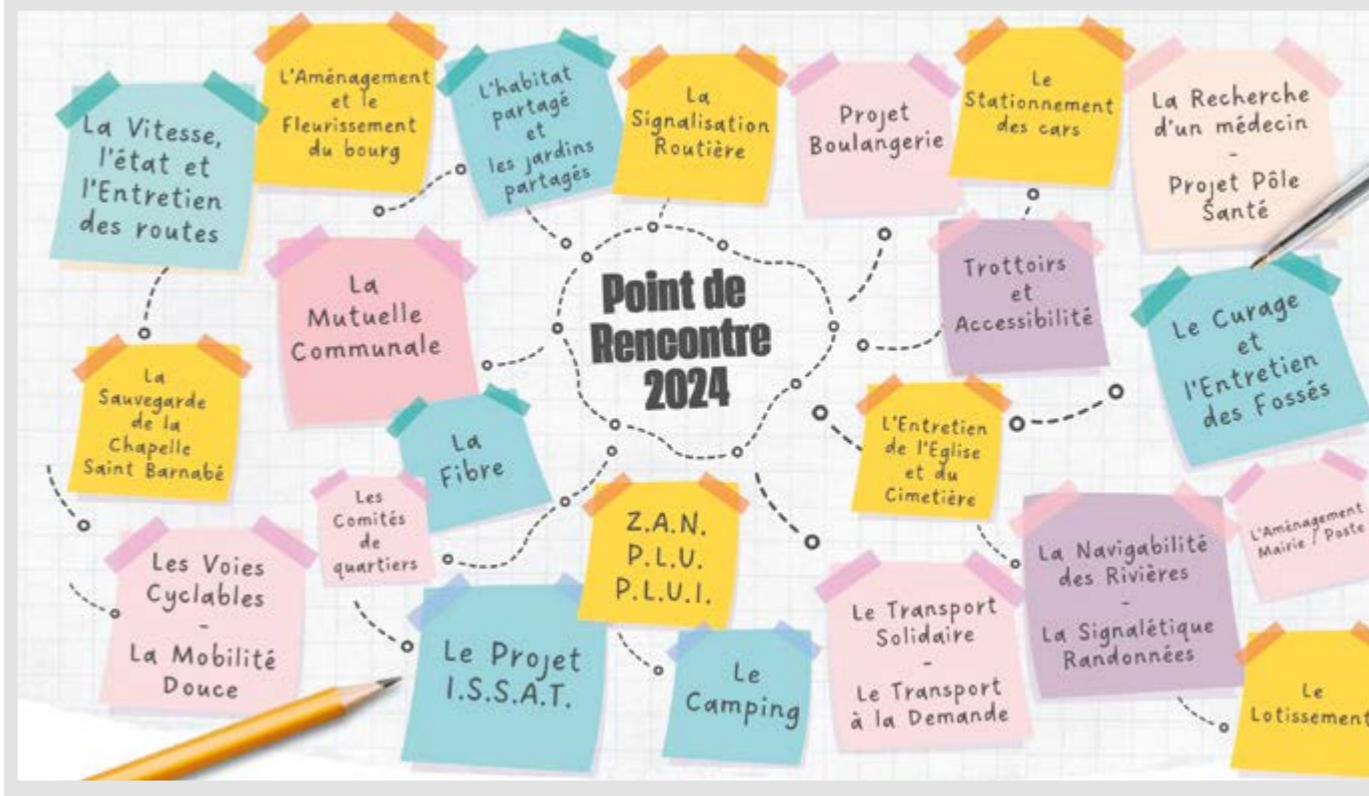 La Vitesse,
l'état et
l'Entretien
des routes
L'Aménagement
et le
Fleurissement
du bourg
L'habitat
partagé
et
les jardins
partagés
La
Signalisation
Routière
Projet
Boulangerie
Le
Stationnement
des cars
La Recherche
d'un médecin
-
Projet Pôle
Santé
La
Mutuelle
Communale
Point de
Rencontre
2024
Trottoirs
et
Accessibilité
Le Curage
et
l'Entretien
des Fossés
La
Sauvegarde
de la
Chapelle
Saint Barnabé
La
Fibre
L'Entretien
de l'Eglise
et du
Cimetière
Les
Comités
de
quartiers
Z.A.N.
P.L.U.
P.L.U.I.
L'Aménagement
Mairie / Poste
Les Voies
Cyclables
-
La Mobilité
Douce
Le Projet
I.S.S.A.T.
Le
Camping
Le Transport
Solidaire
-
Le Transport
à la Demande
La Navigabilité
des Rivières
-
La Signalétique
Randonnées
Le
Lotissement